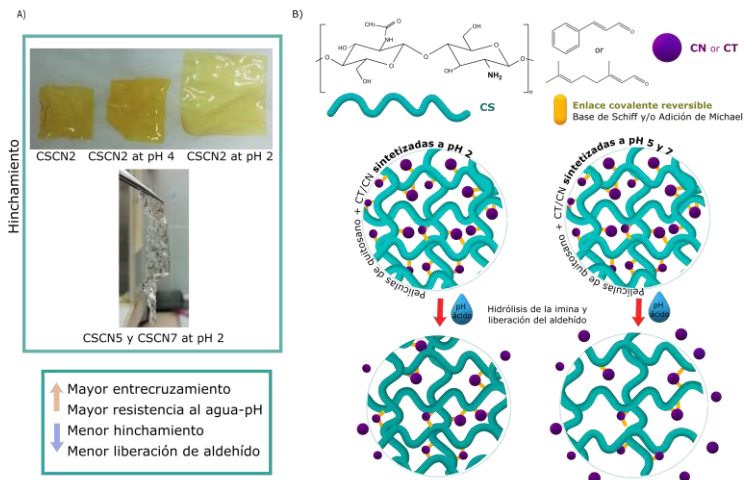 A)
Hinchamiento
CSCN2
CSCN2 at pH 4
CSCN2 at pH 2
CSCN5 y CSCN7 at pH 2
Mayor entrecruzamiento
Mayor resistencia al agua-pH
Menor hinchamiento
Menor liberación de aldehído
B)
CH₃
O
HN
HO
O
O
OH
OH
O
HO
NH₂
O
n
CS
O
or
O
CN or CT
Enlace covalente reversible
Base de Schiff y/o Adición de Michael
Películas de quitosano + CT/CN sintetizadas a pH 2
Películas de quitosano + CT/CN sintetizadas a pH 5 y 7
pH
ácido
Hidrólisis de la imina y
liberación del aldehído
pH
ácido